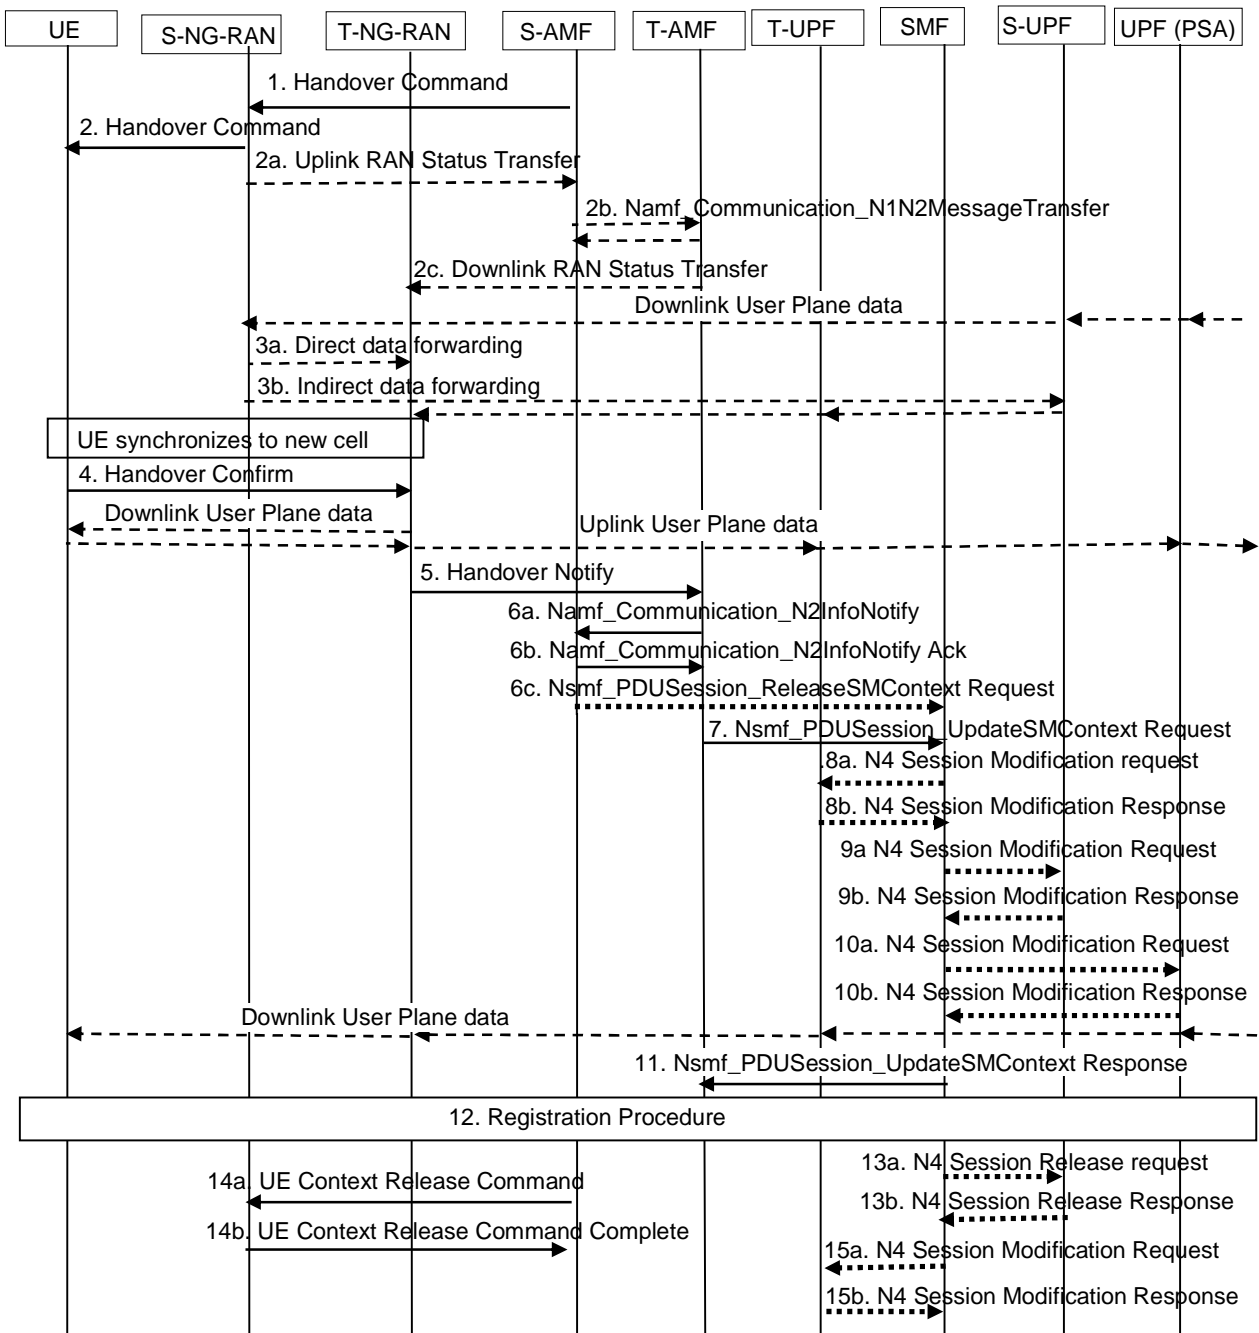 UE
S-NG-RAN
T-NG-RAN
S-AMF
T-AMF
T-UPF
SMF
S-UPF
UPF (PSA)
1. Handover Command
2. Handover Command
2a. Uplink RAN Status Transfer
2b. Namf_Communication_N1N2MessageTransfer
2c. Downlink RAN Status Transfer
Downlink User Plane data
3a. Direct data forwarding
3b. Indirect data forwarding
UE synchronizes to new cell
4. Handover Confirm
Downlink User Plane data
Uplink User Plane data
5. Handover Notify
6a. Namf_Communication_N2InfoNotify
6b. Namf_Communication_N2InfoNotify Ack
6c. Nsmf_PDUSession_ReleaseSMContext Request
7. Nsmf_PDUSession_UpdateSMContext Request
.8a. N4 Session Modification request
8b. N4 Session Modification Response
9a N4 Session Modification Request
9b. N4 Session Modification Response
10a. N4 Session Modification Request
10b. N4 Session Modification Response
Downlink User Plane data
11. Nsmf_PDUSession_UpdateSMContext Response
12. Registration Procedure
13a. N4 Session Release request
14a. UE Context Release Command
13b. N4 Session Release Response
14b. UE Context Release Command Complete
15a. N4 Session Modification Request
15b. N4 Session Modification Response